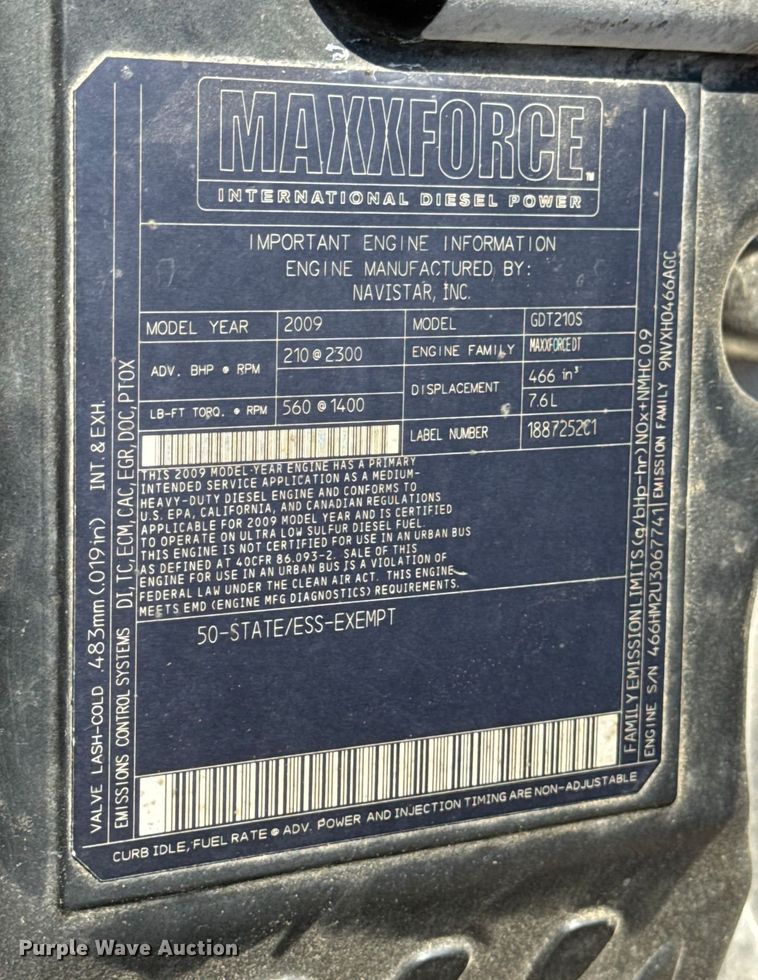 MAXXFORCE™
INTERNATIONAL DIESEL POWER
IMPORTANT ENGINE INFORMATION
ENGINE MANUFACTURED BY:
NAVISTAR, INC.
MODEL YEAR 2009 MODEL GDT210S
ADV. BHP @ RPM 210 @ 2300 ENGINE FAMILY MAXXFORCE DT
DISPLACEMENT 466 in³
7.6L
LB-FT TORQ. @ RPM 560 @ 1400
LABEL NUMBER 1887252C1
THIS 2009 MODEL-YEAR ENGINE HAS A PRIMARY
INTENDED SERVICE APPLICATION AS A MEDIUM-
HEAVY-DUTY DIESEL ENGINE AND CONFORMS TO
U.S. EPA, CALIFORNIA, AND CANADIAN REGULATIONS
APPLICABLE FOR 2009 MODEL YEAR AND IS CERTIFIED
TO OPERATE ON ULTRA LOW SULFUR DIESEL FUEL.
THIS ENGINE IS NOT CERTIFIED FOR USE IN AN URBAN BUS
AS DEFINED AT 40CFR 86.093-2. SALE OF THIS
ENGINE FOR USE IN AN URBAN BUS IS A VIOLATION OF
FEDERAL LAW UNDER THE CLEAN AIR ACT. THIS ENGINE
MEETS EMD (ENGINE MFG DIAGNOSTICS) REQUIREMENTS.
50-STATE/ESS-EXEMPT
VALVE LASH-COLD .483mm (.019in) INT. & EXH.
EMISSIONS CONTROL SYSTEMS DI, TC, ECM, CAC, EGR, DOC, PTOX
FAMILY EMISSION LIMITS (g/bhp-hr) NOx+NMHC 0.9
ENGINE S/N 466HM2U3067741 EMISSION FAMILY 9NVXH0466AGC
CURB IDLE, FUEL RATE @ ADV. POWER AND INJECTION TIMING ARE NON-ADJUSTABLE
Purple Wave Auction